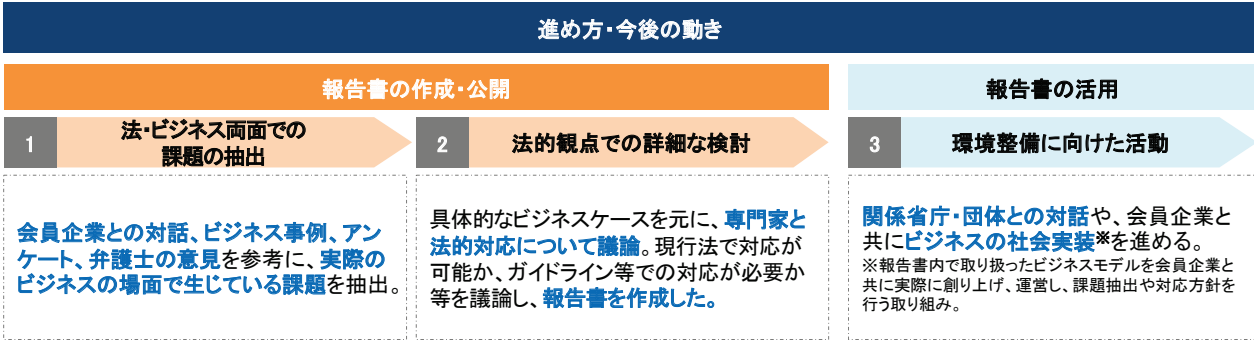 進め方・今後の動き
報告書の作成・公開
報告書の活用
1
法・ビジネス両面での
課題の抽出
2
法的観点での詳細な検討
3
環境整備に向けた活動
会員企業との対話、ビジネス事例、アン
ケート、弁護士の意見を参考に、実際の
ビジネスの場面で生じている課題を抽出。
具体的なビジネスケースを元に、専門家と
法的対応について議論。現行法で対応が
可能か、ガイドライン等での対応が必要か
等を議論し、報告書を作成した。
関係省庁・団体との対話や、会員企業と
共にビジネスの社会実装※を進める。
※報告書内で取り扱ったビジネスモデルを会員企業と
共に実際に創り上げ、運営し、課題抽出や対応方針を
行う取り組み。